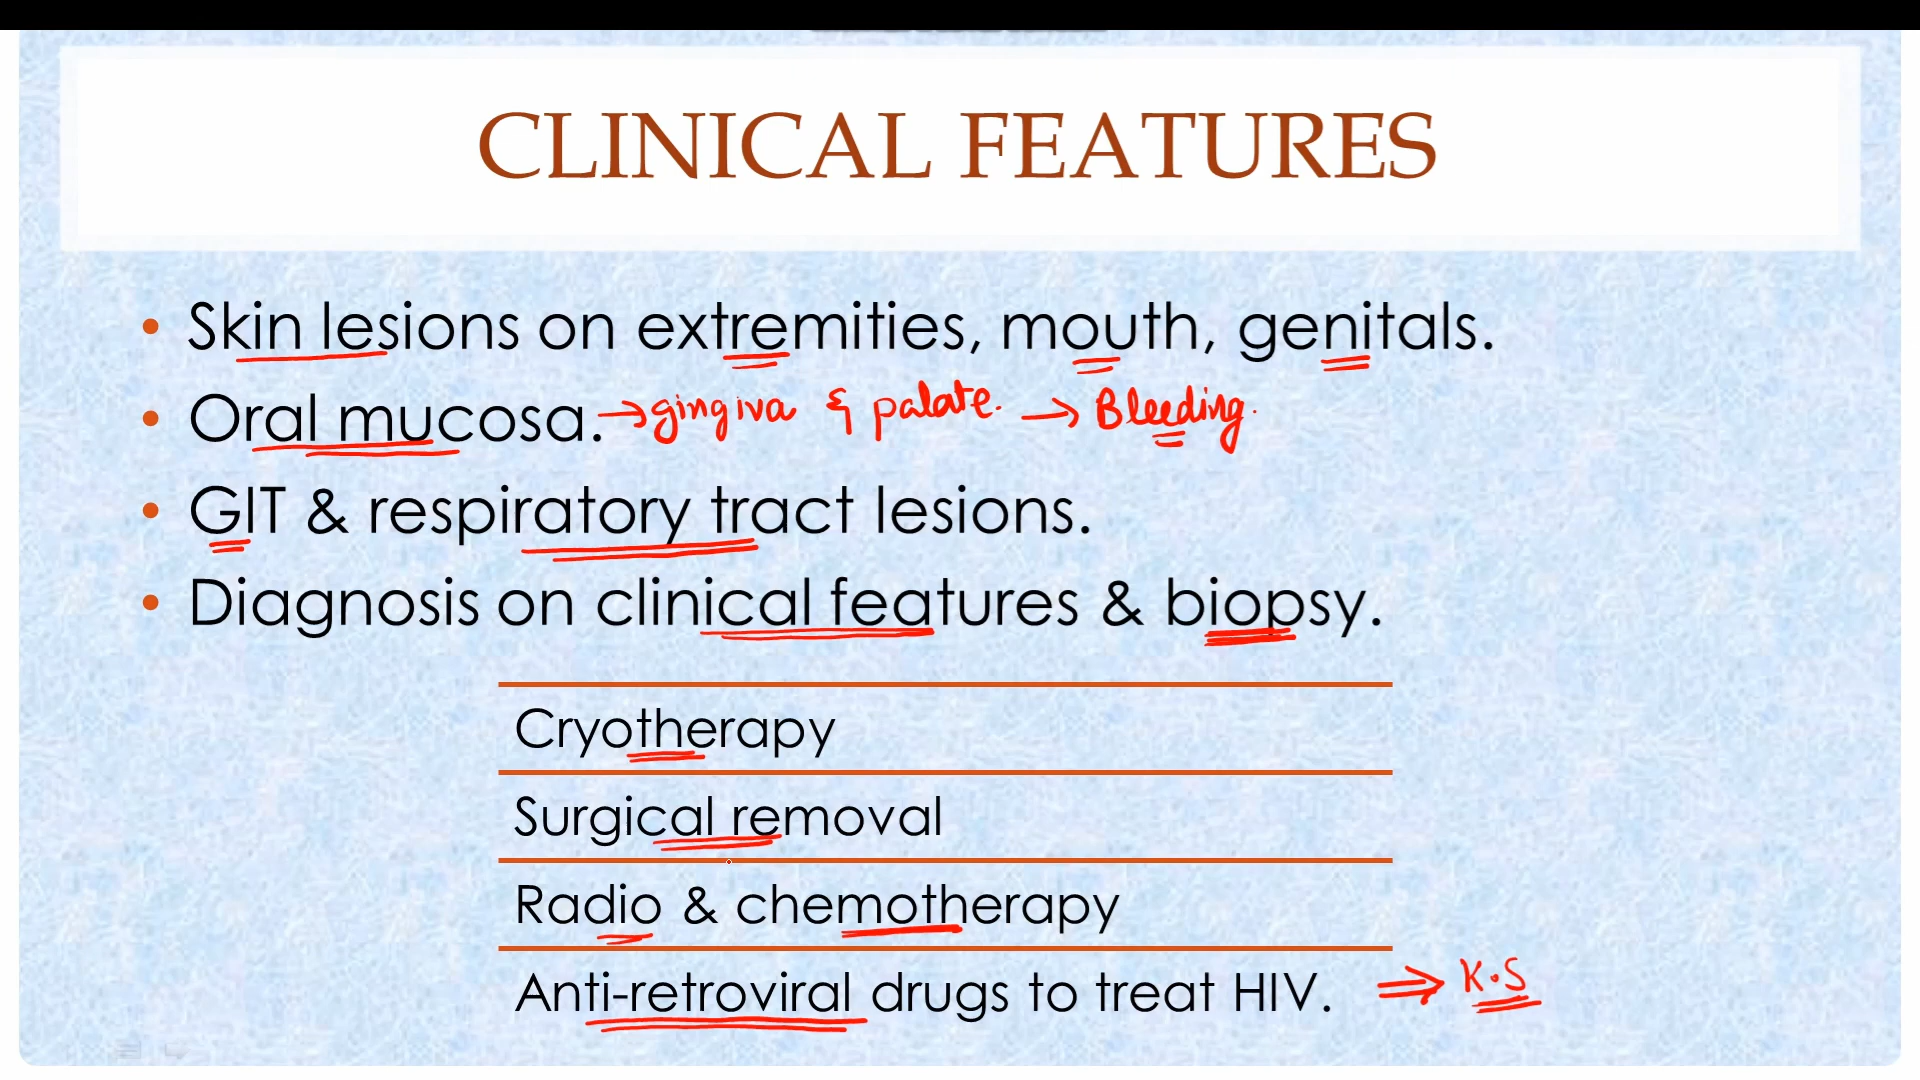 CLINICAL FEATURES
• Skin lesions on extremities, mouth, genitals.
• Oral mucosa. → gingiva & palate. → Bleeding.
• GIT & respiratory tract lesions.
• Diagnosis on clinical features & biopsy.
Cryotherapy
Surgical removal
Radio & chemotherapy
Anti-retroviral drugs to treat HIV. ⇒ K.S